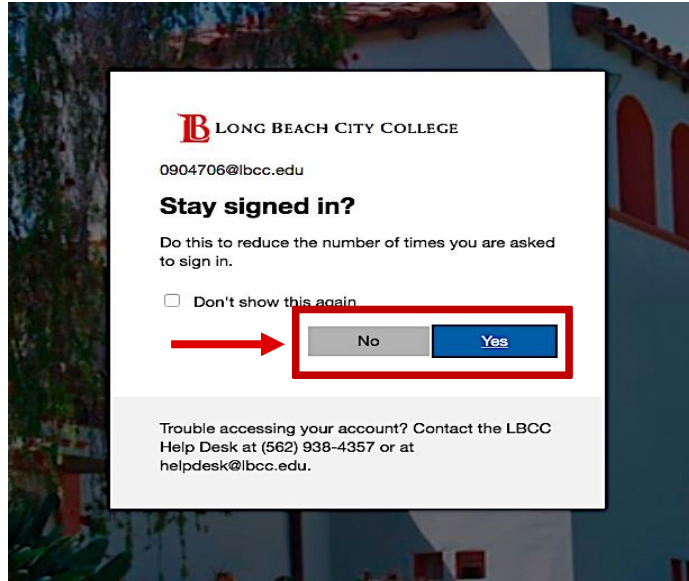 LB LONG BEACH CITY COLLEGE
0904706@lbcc.edu
Stay signed in?
Do this to reduce the number of times you are asked
to sign in.
Don't show this again
No Yes
Trouble accessing your account? Contact the LBCC
Help Desk at (562) 938-4357 or at
helpdesk@lbcc.edu.